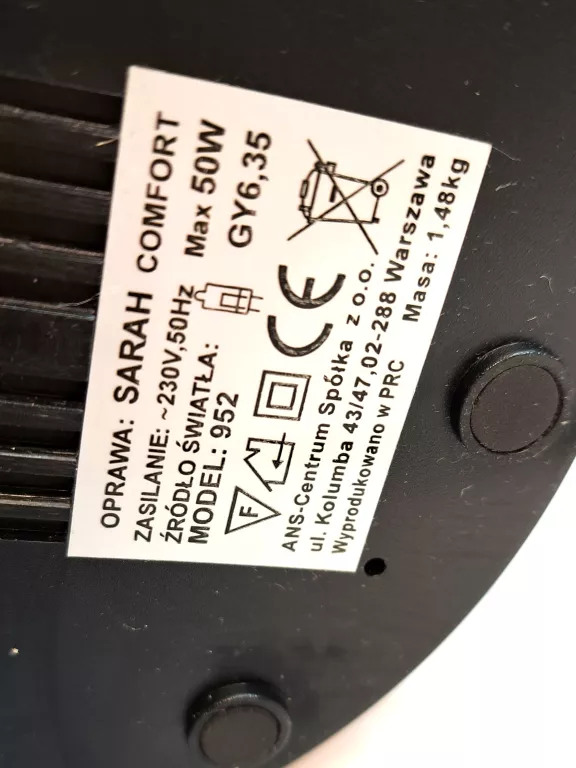 OPRAWA: SARAH COMFORT
ZASILANIE: ~230V,50Hz Max 50W
ŹRÓDŁO ŚWIATŁA: GY6,35
MODEL: 952
F
CE
ANS-Centrum Spółka z o.o.
ul. Kolumba 43/47,02-288 Warszawa
Wyprodukowano w PRC Masa: 1,48kg